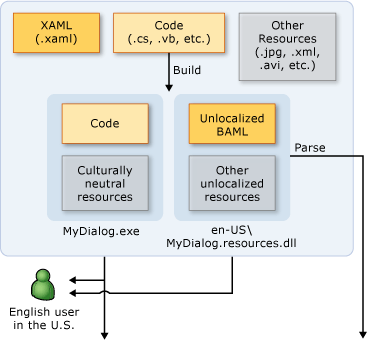 XAML
(.xaml)
Code
(.cs, .vb, etc.)
Other
Resources
(.jpg, .xml,
.avi, etc.)
Build
Code
Culturally
neutral
resources
MyDialog.exe
Unlocalized
BAML
Other
unlocalized
resources
en-US\
MyDialog.resources.dll
Parse
English user
in the U.S.